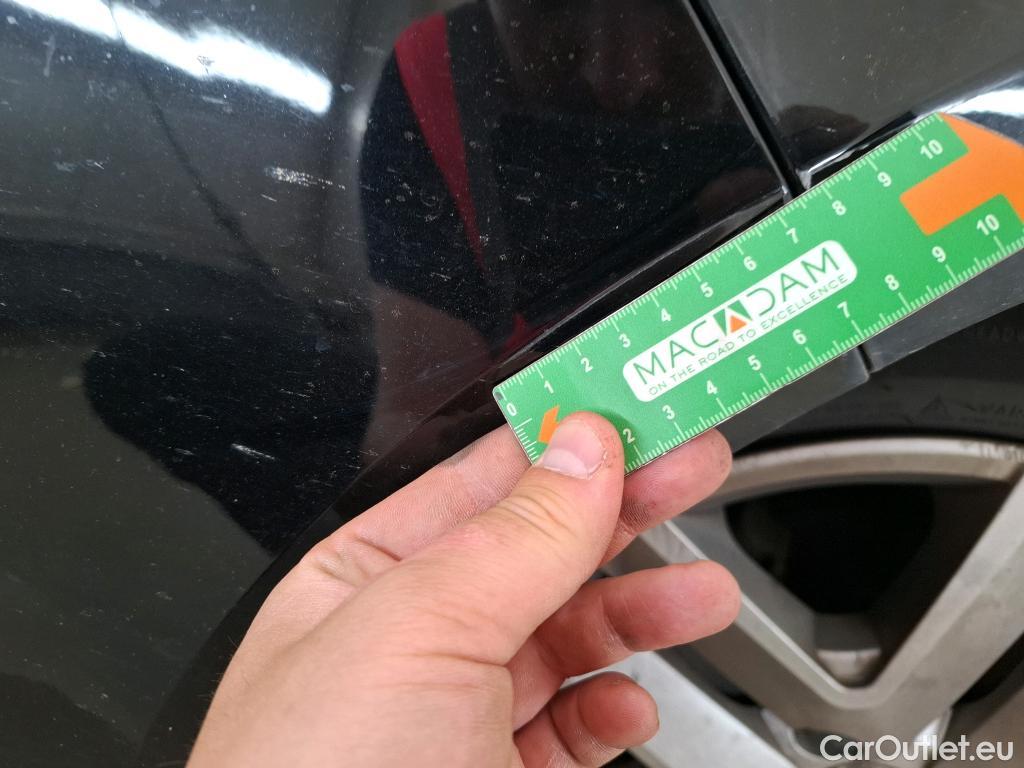 0 1 2 3 4 5 6 7 8 9 10
MACADAM
ON THE ROAD TO EXCELLENCE
2 3 4 5 6 7 8 9 10
CarOutlet.eu